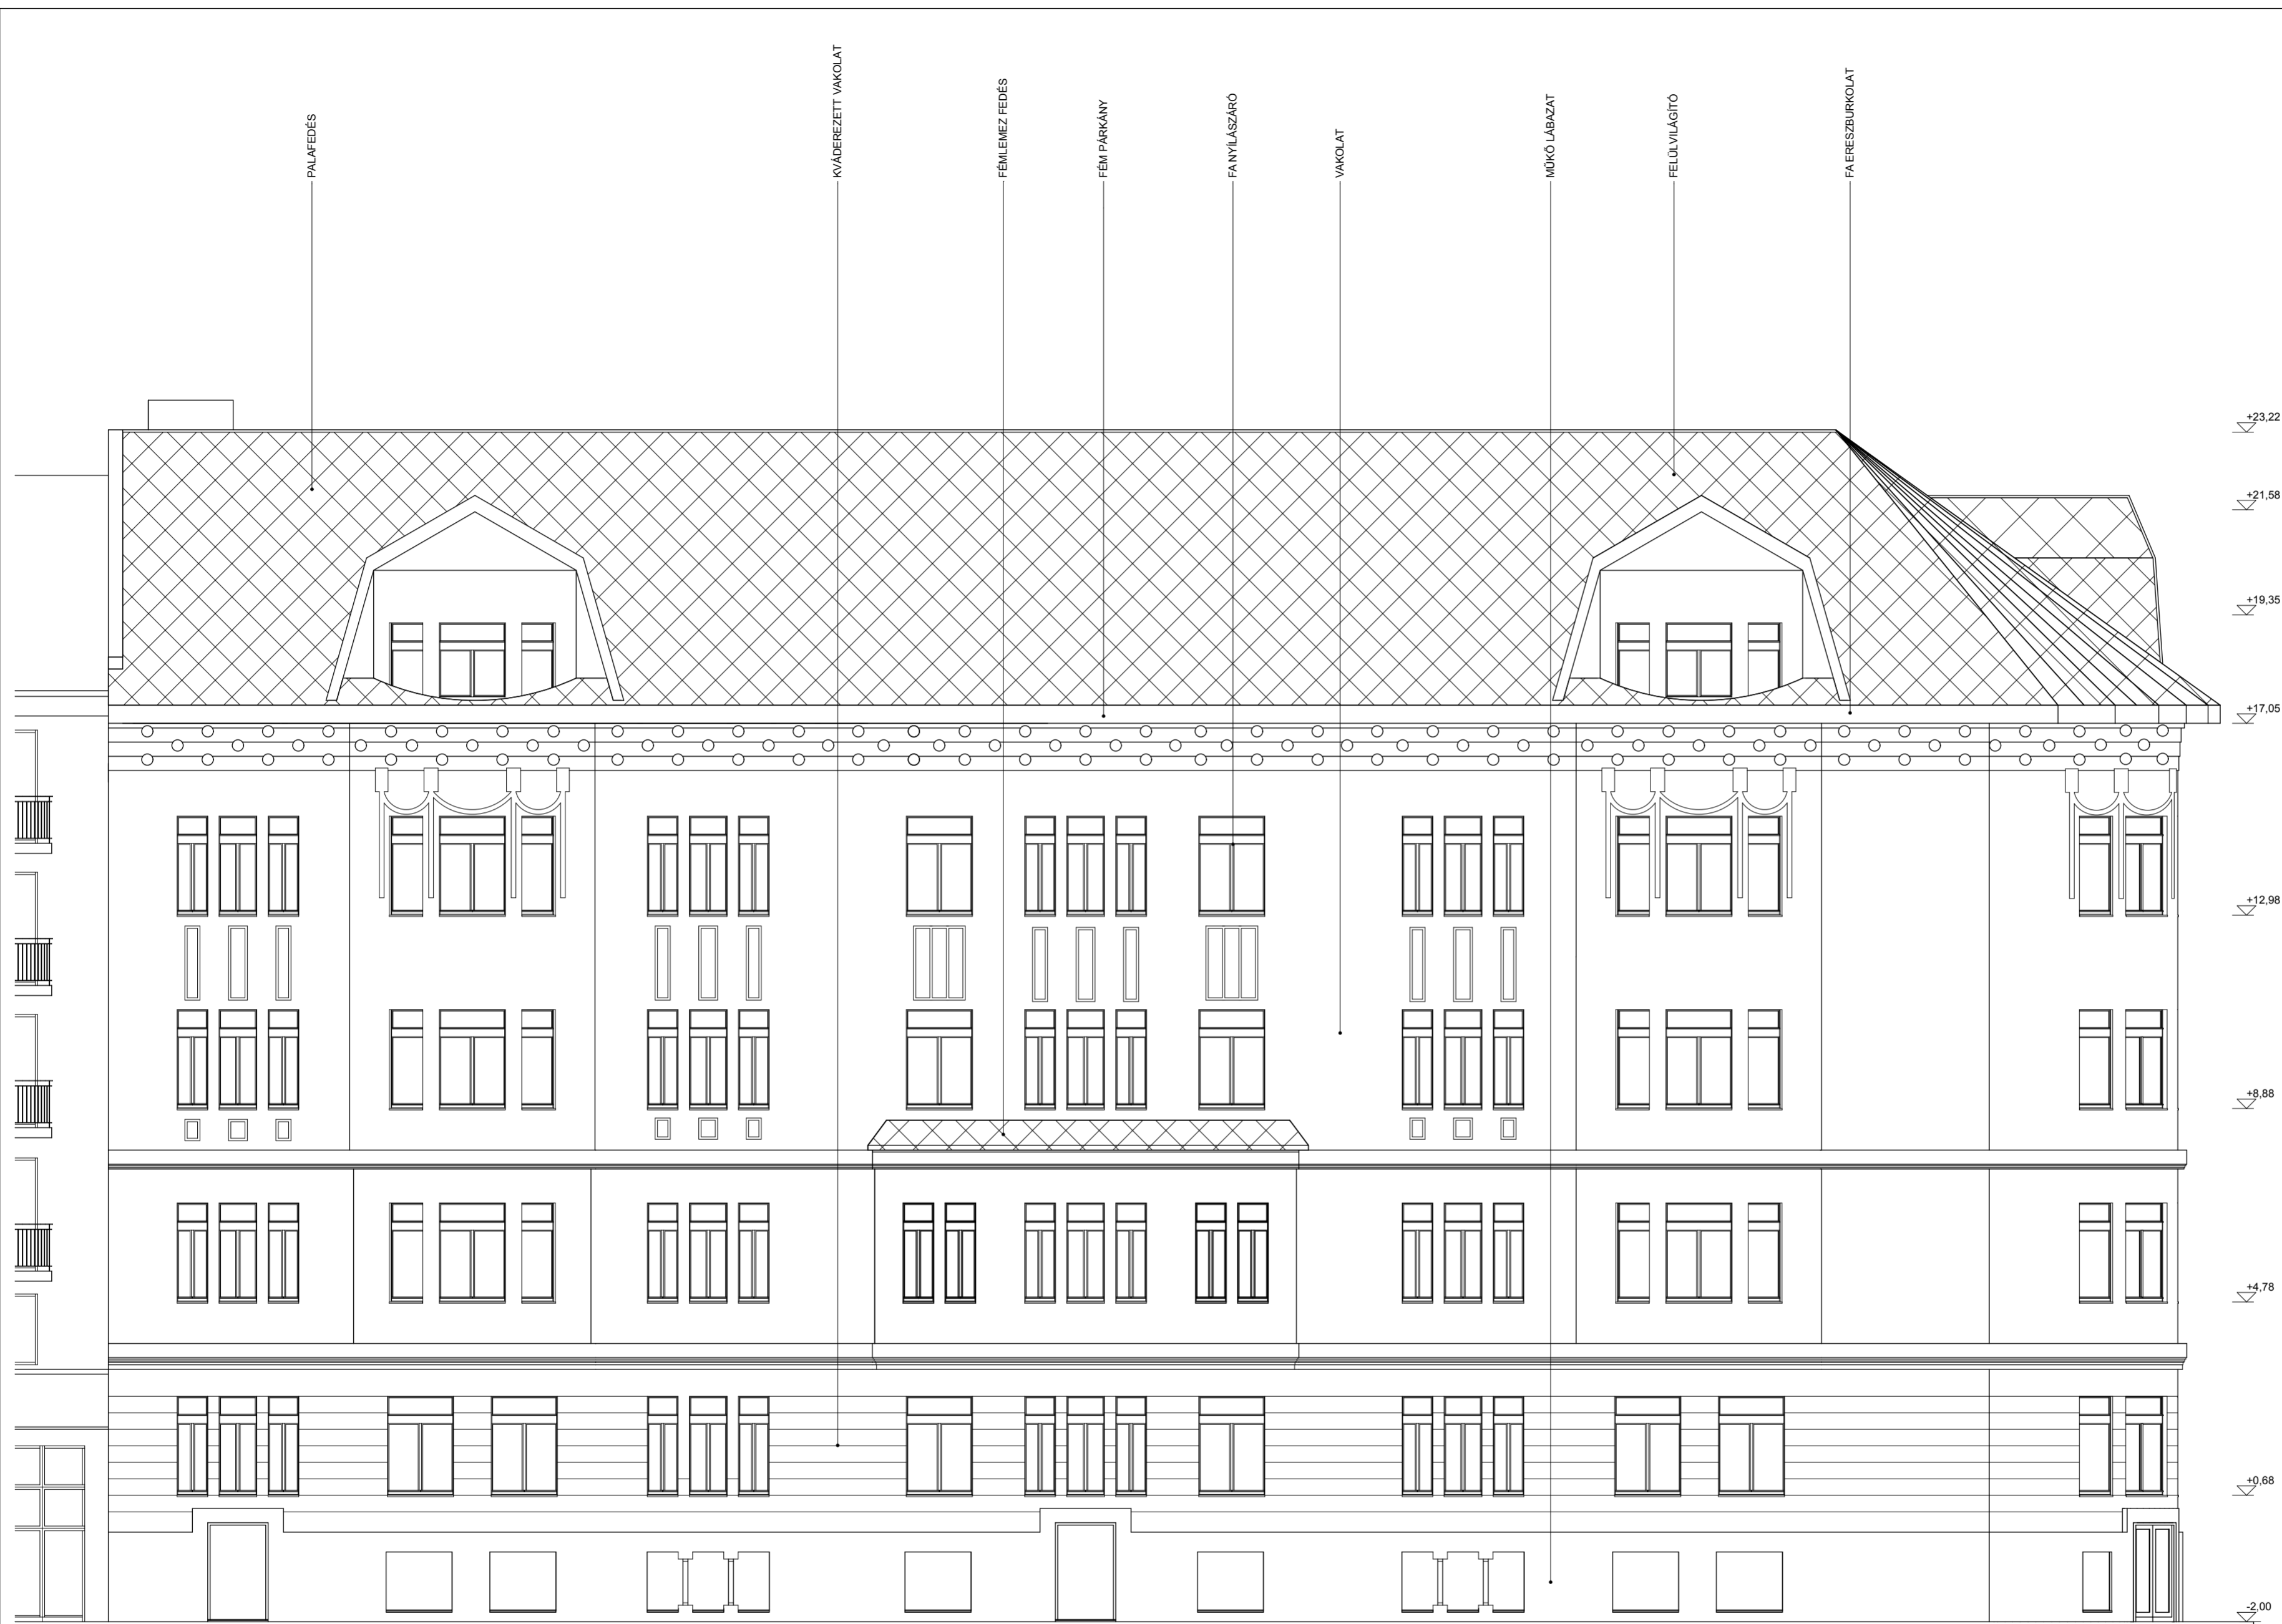 PALAFEDÉS
KVÁDEREZETT VAKOLAT
FÉMLEMEZ FEDÉS
FÉM PÁRKÁNY
FA NYÍLÁSZÁRÓ
VAKOLAT
MŰKŐ LÁBAZAT
FELÜLVILÁGÍTÓ
FA ERESZBURKOLAT
+23,22
+21,58
+19,35
+17,05
+12,98
+8,88
+4,78
+0,68
-2,00